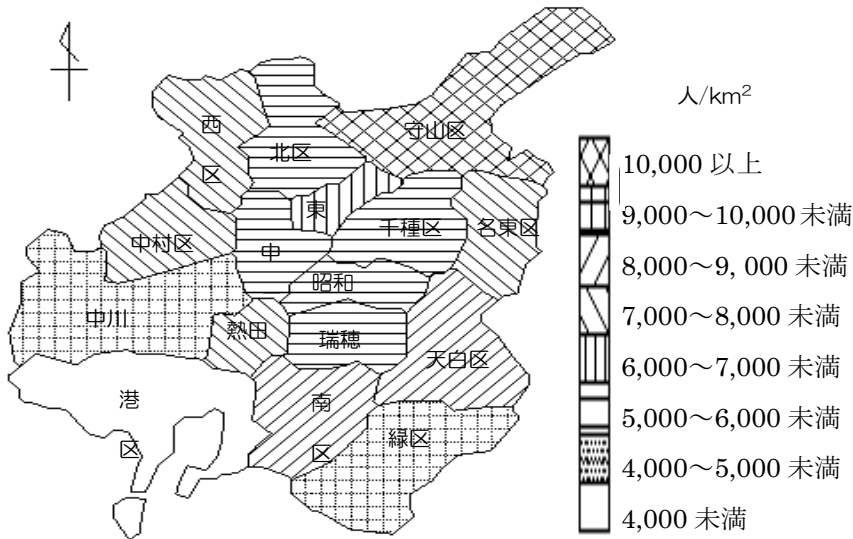 人/km²
西
区
守山区
北区
10,000 以上
東
9,000～10,000 未満
中村区
中
千種区
名東区
8,000～9, 000 未満
昭和
中川
熱田
瑞穂
7,000～8,000 未満
天白区
6,000～7,000 未満
港
区
南
区
緑区
5,000～6,000 未満
4,000～5,000 未満
4,000 未満